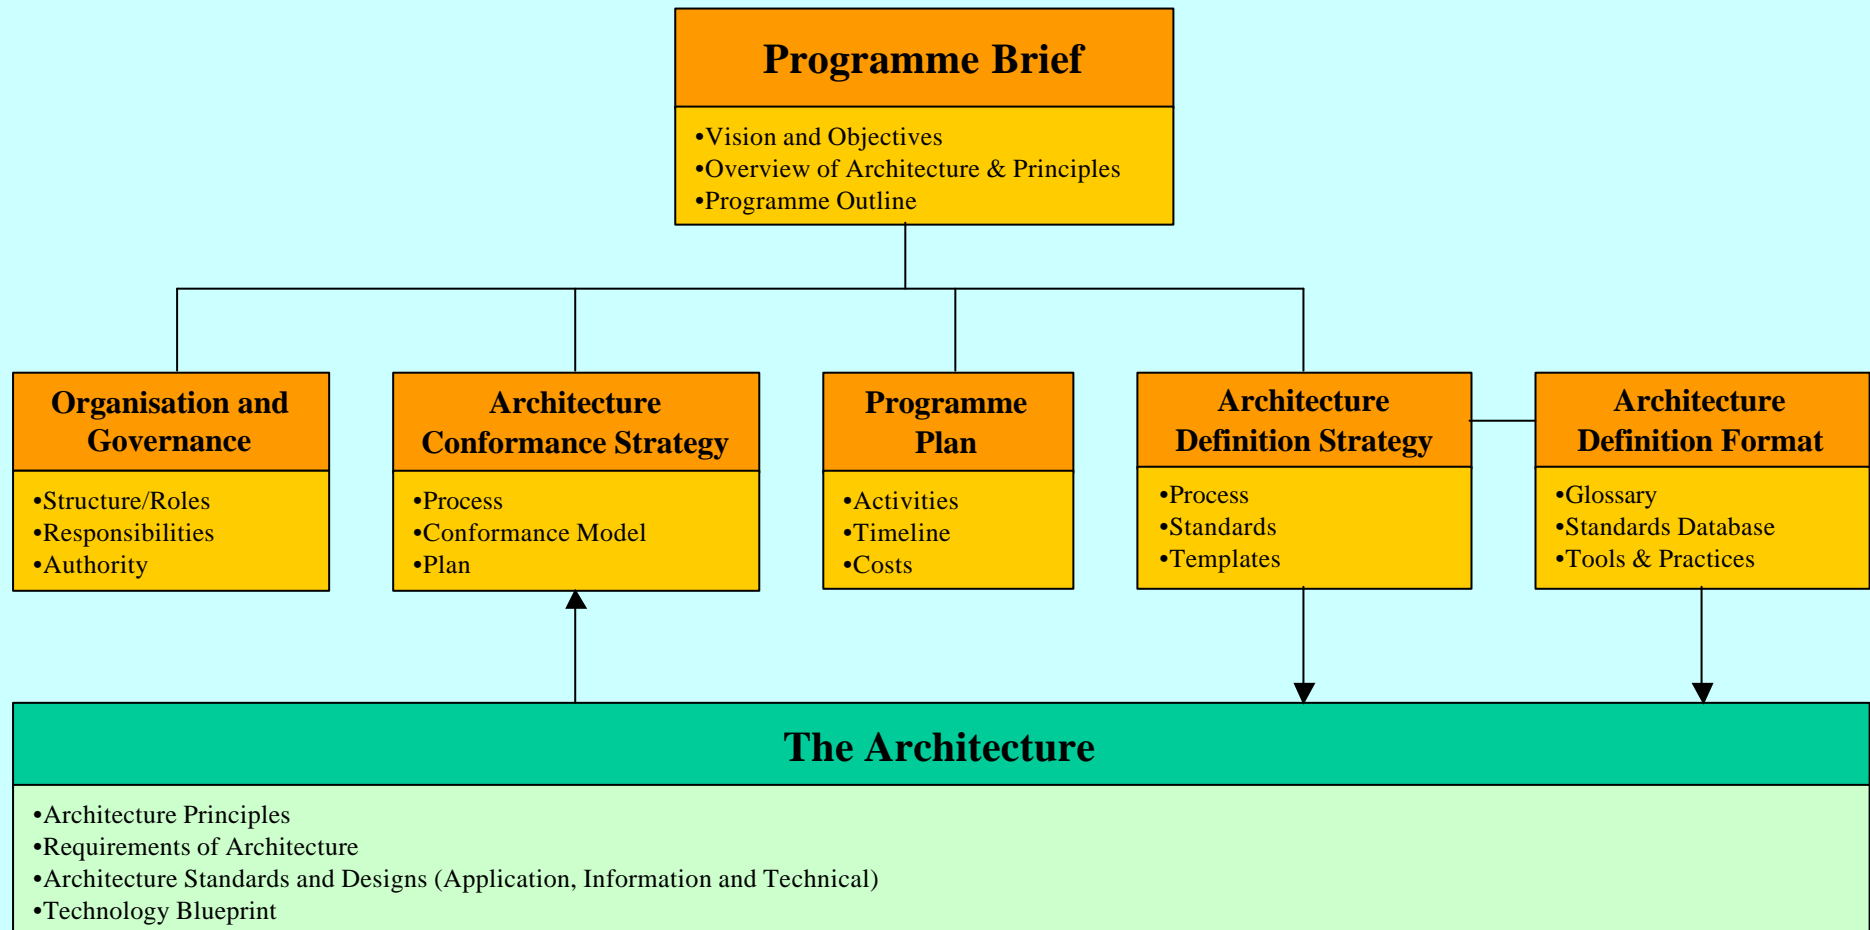 Programme Brief
•Vision and Objectives
•Overview of Architecture & Principles
•Programme Outline
Organisation and
Governance
•Structure/Roles
•Responsibilities
•Authority
Architecture
Conformance Strategy
•Process
•Conformance Model
•Plan
Programme
Plan
•Activities
•Timeline
•Costs
Architecture
Definition Strategy
•Process
•Standards
•Templates
Architecture
Definition Format
•Glossary
•Standards Database
•Tools & Practices
The Architecture
•Architecture Principles
•Requirements of Architecture
•Architecture Standards and Designs (Application, Information and Technical)
•Technology Blueprint